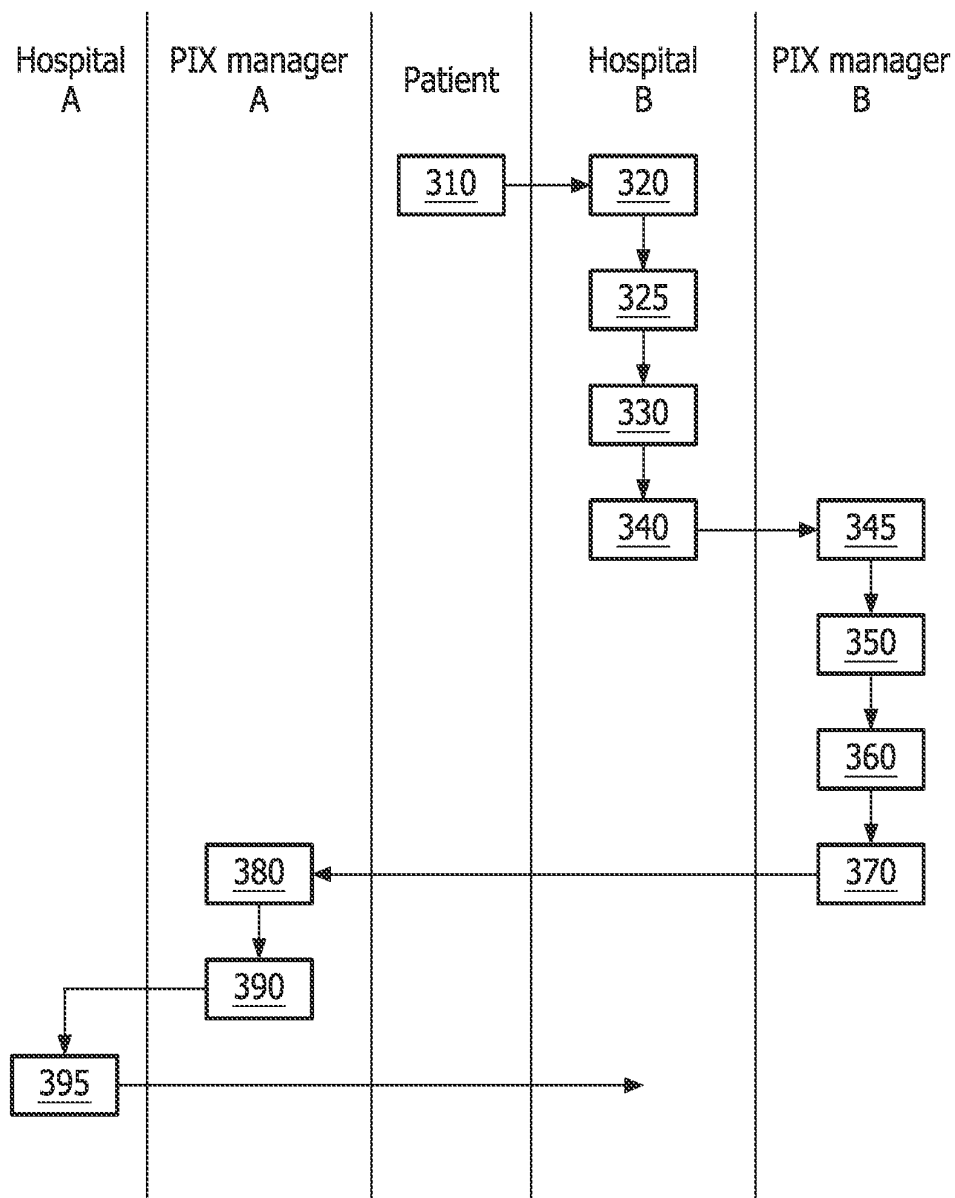 Hospital A
PIX manager A
Patient
Hospital B
PIX manager B
310
320
325
330
340
345
350
360
380
370
390
395